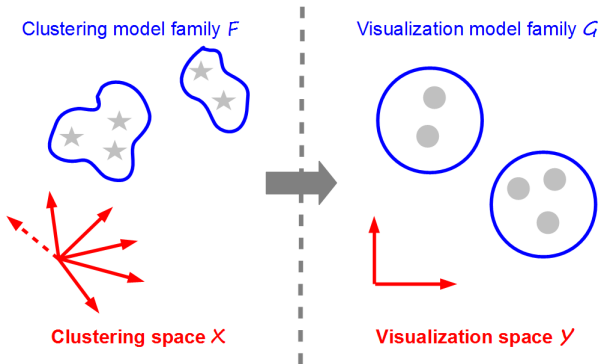 Clustering model family F
Visualization model family G
Clustering space X
Visualization space Y